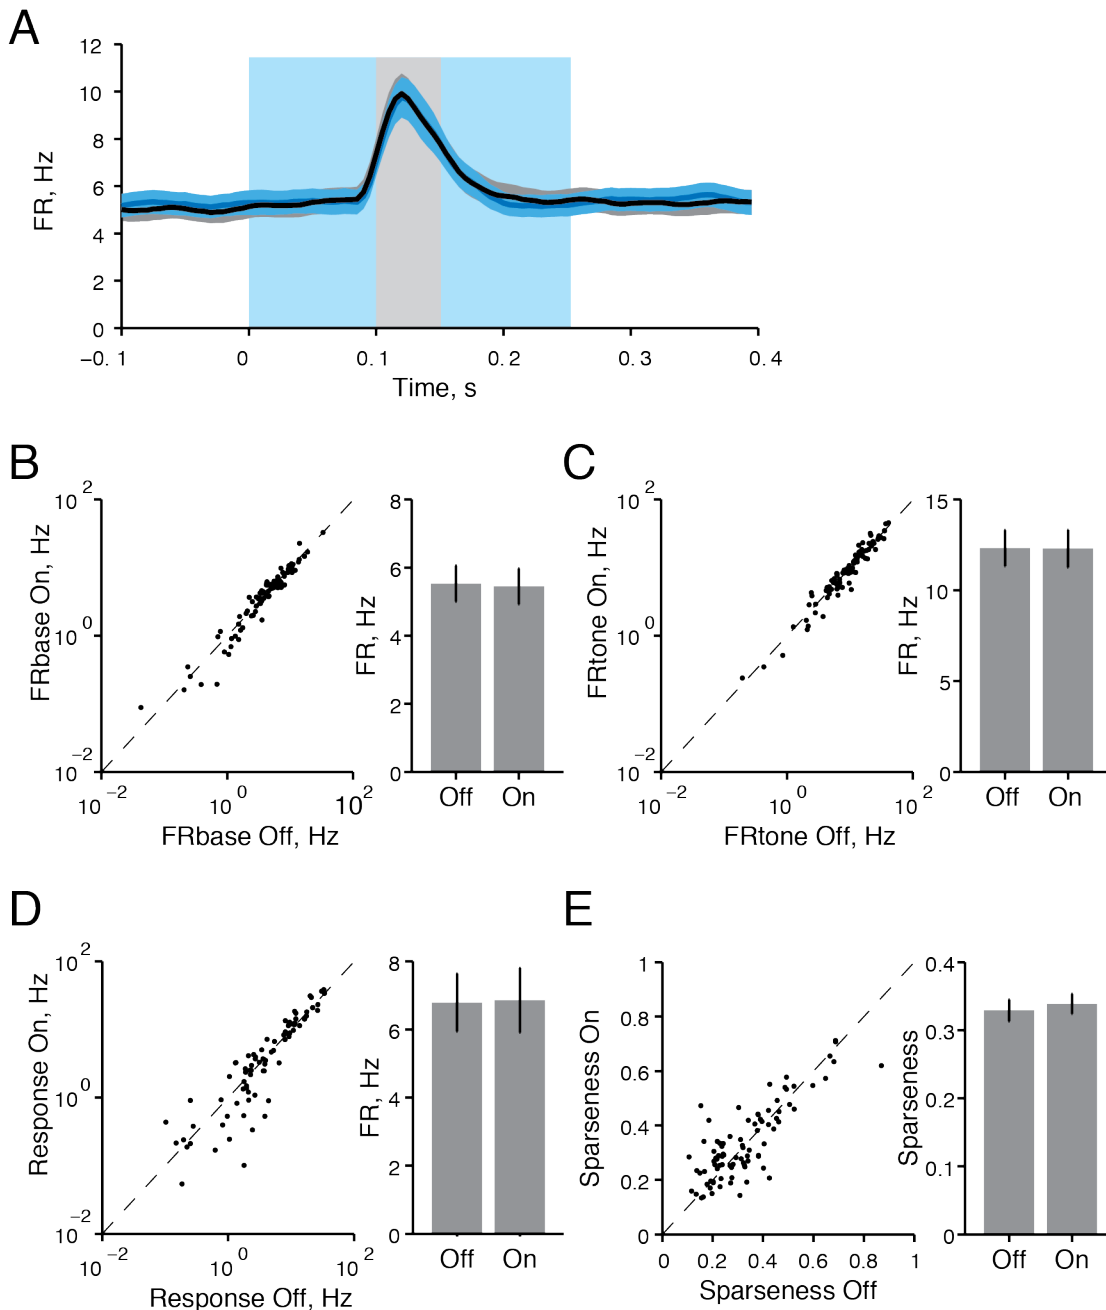 A
12
10
8
6
4
2
0
FR, Hz
−0. 1 0 0. 1 0. 2 0. 3 0. 4
Time, s
B
10 2
10 0
10 −2
FRbase On, Hz
10 −2 10 0 10 2
FRbase Off, Hz
8
6
4
2
0
FR, Hz
Off On
C
10 2
10 0
10 −2
FRtone On, Hz
10 −2 10 0 10 2
FRtone Off, Hz
15
10
5
0
FR, Hz
Off On
D
10 2
10 0
10 −2
Response On, Hz
10 −2 10 0 10 2
Response Off, Hz
8
6
4
2
0
FR, Hz
Off On
E
1
0.8
0.6
0.4
0.2
0
Sparseness On
0 0.2 0.4 0.6 0.8 1
Sparseness Off
0.4
0.3
0.2
0.1
0
Sparseness
Off On